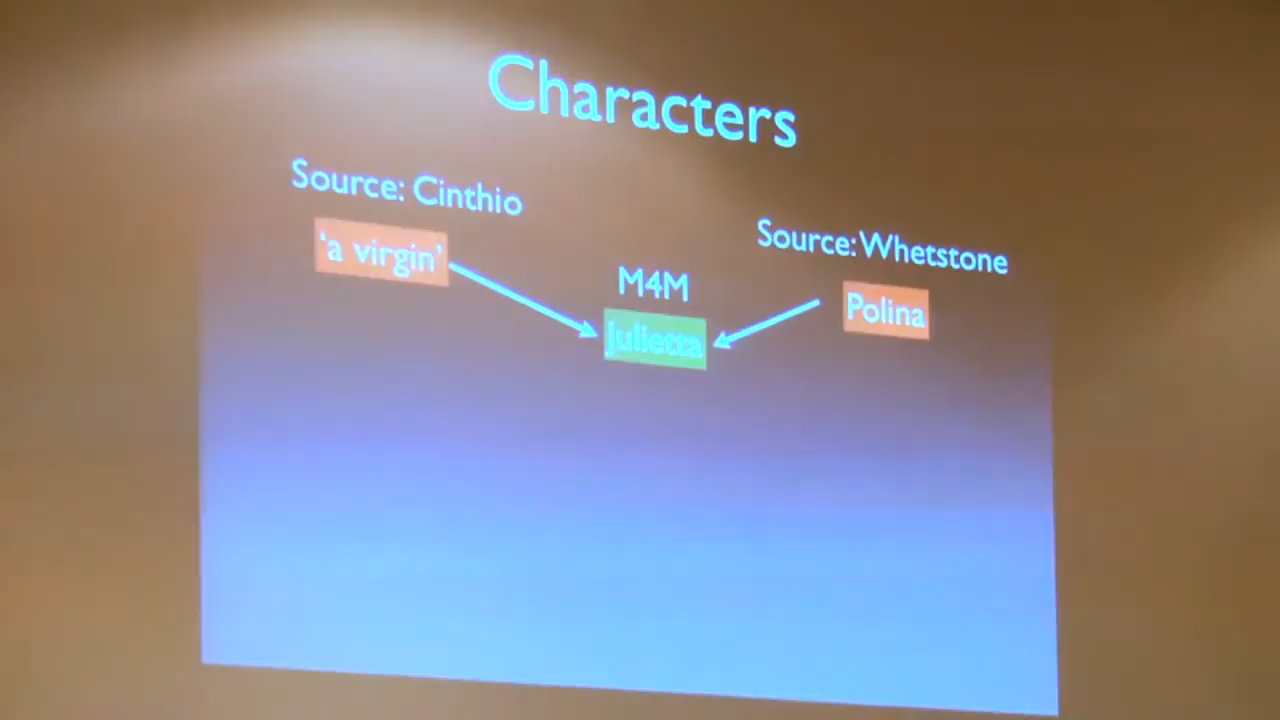 Characters
Source: Cinthio
'a virgin'
M4M
Julietta
Source: Whetstone
Polina